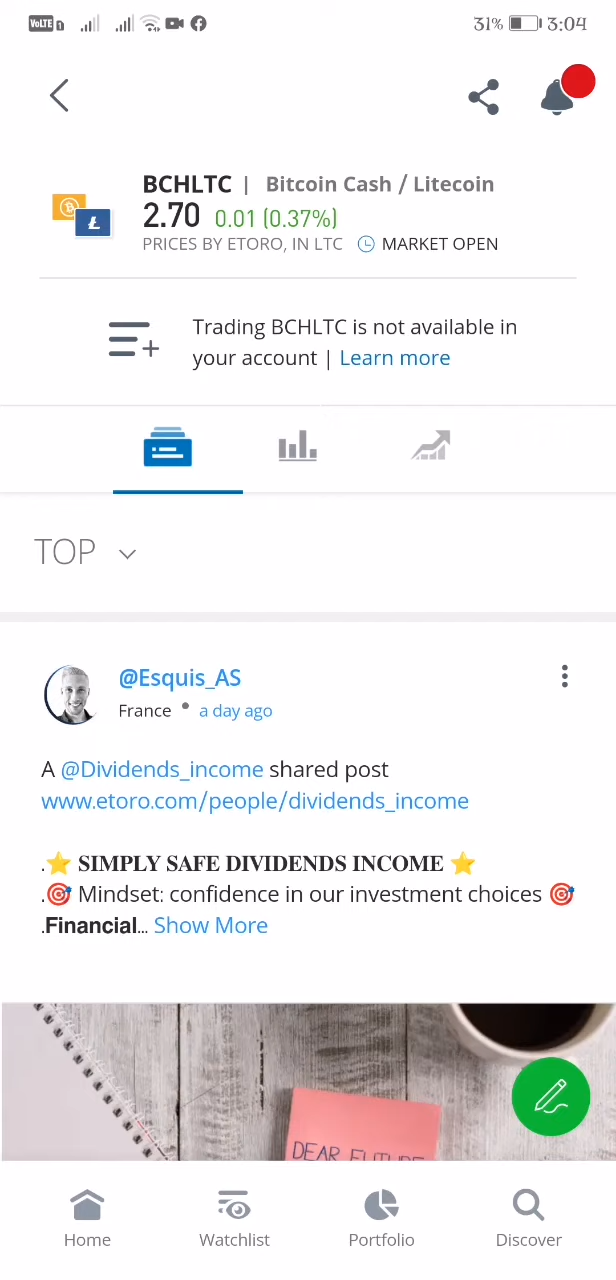 VoLTE 1 31% 3:04
BCHLTC | Bitcoin Cash / Litecoin
2.70 0.01 (0.37%)
PRICES BY ETORO, IN LTC MARKET OPEN
Trading BCHLTC is not available in
your account | Learn more
TOP
@Esquis_AS
France • a day ago
A @Dividends_income shared post
www.etoro.com/people/dividends_income
.⭐ 𝐒𝐈𝐌𝐏𝐋𝐘 𝐒𝐀𝐅𝐄 𝐃𝐈𝐕𝐈𝐃𝐄𝐍𝐃𝐒 𝐈𝐍𝐂𝐎𝐌𝐄 ⭐
.🎯 Mindset: confidence in our investment choices 🎯
.𝗙𝗶𝗻𝗮𝗻𝗰𝗶𝗮𝗹... Show More
DEAR FUTURE
Home Watchlist Portfolio Discover